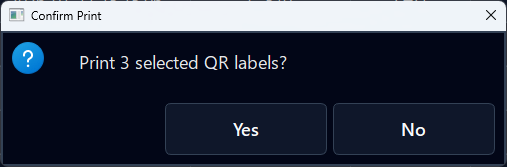 Confirm Print
Print 3 selected QR labels?
Yes
No